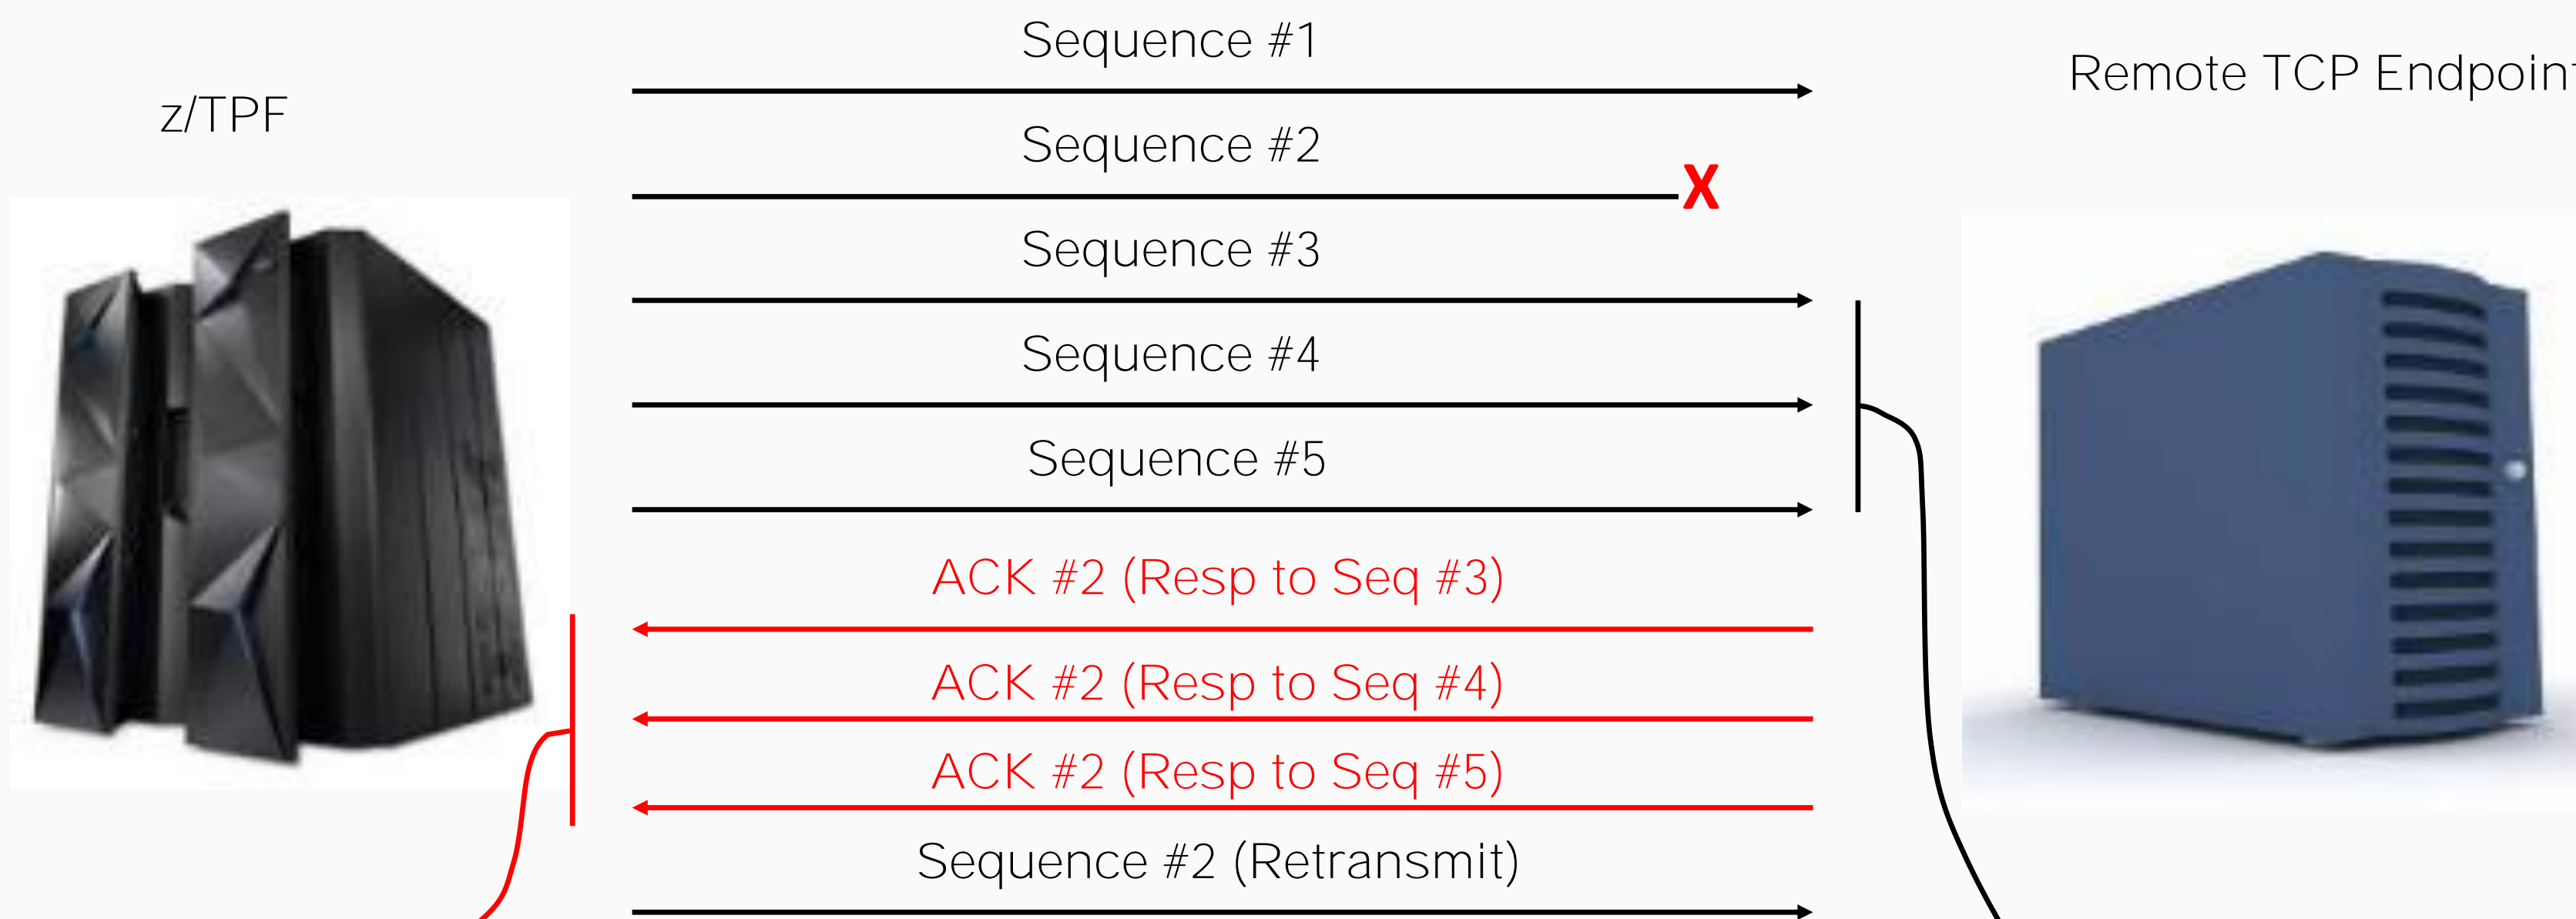 Sequence #1
Remote TCP Endpoint
z/TPF
Sequence #2
X
Sequence #3
Sequence #4
Sequence #5
ACK #2 (Resp to Seq #3)
ACK #2 (Resp to Seq #4)
ACK #2 (Resp to Seq #5)
Sequence #2 (Retransmit)